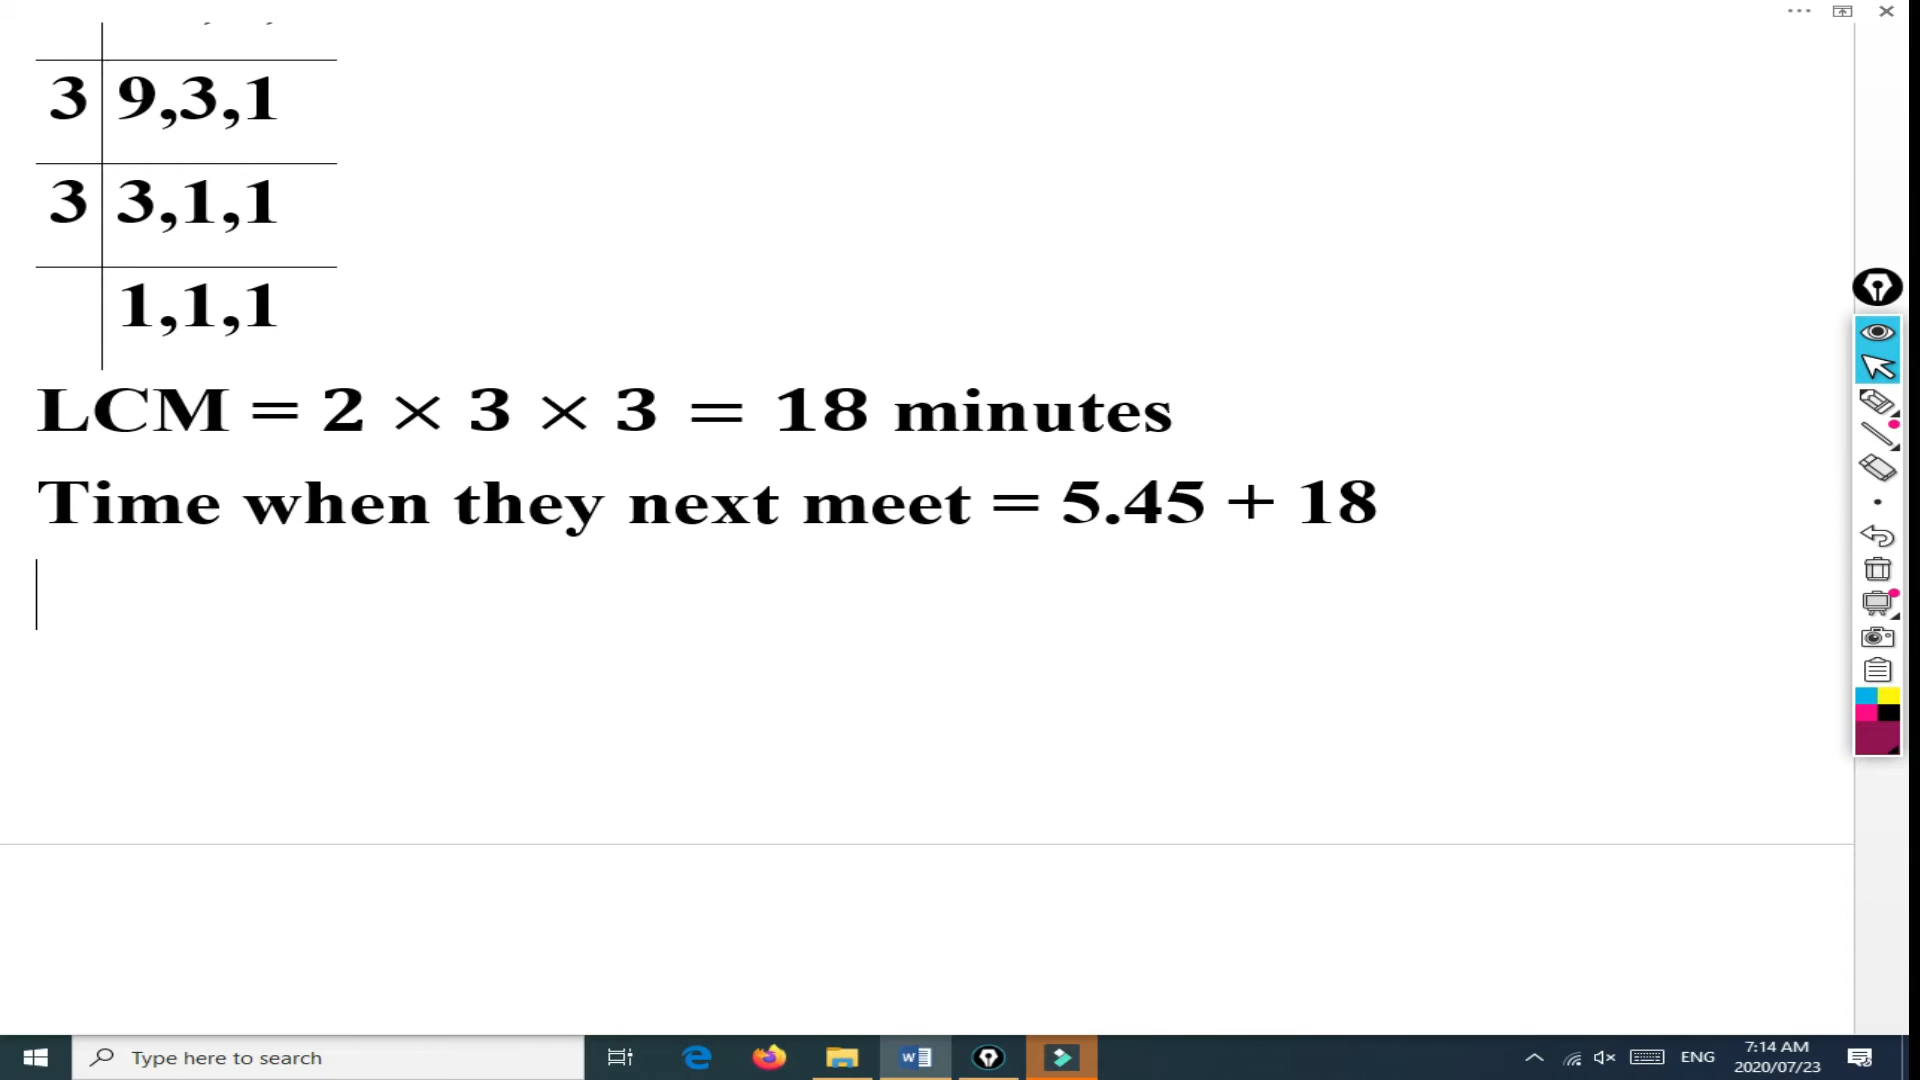 3 9,3,1
3 3,1,1
1,1,1
LCM = 2 × 3 × 3 = 18 minutes
Time when they next meet = 5.45 + 18
Type here to search
ENG
7:14 AM
2020/07/23